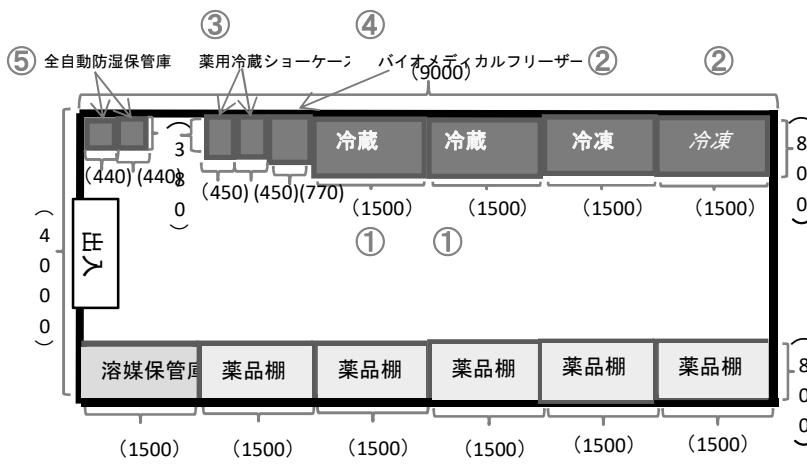 ③ ④
⑤ 全自動防湿保管庫 薬用冷蔵ショーケース バイオメディカルフリーザー ② ②
(9000)
冷蔵 冷蔵 冷凍 冷凍
(380)
(800)
(440) (440) (450) (450) (770)
(1500) (1500) (1500) (1500)
(4000)
出入
① ①
溶媒保管庫 薬品棚 薬品棚 薬品棚 薬品棚 薬品棚
(800)
(1500) (1500) (1500) (1500) (1500) (1500)